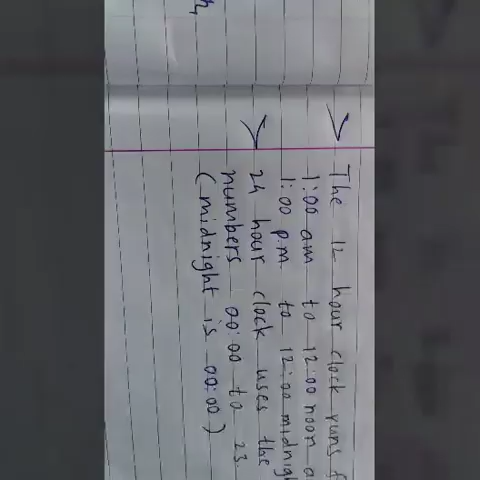 The 12 hour clock runs
1:00 am to 12:00 noon
1:00 p.m to 12:00 midnigh
24 hour clock uses the
numbers 00:00 to 23
(midnight is 00:00)